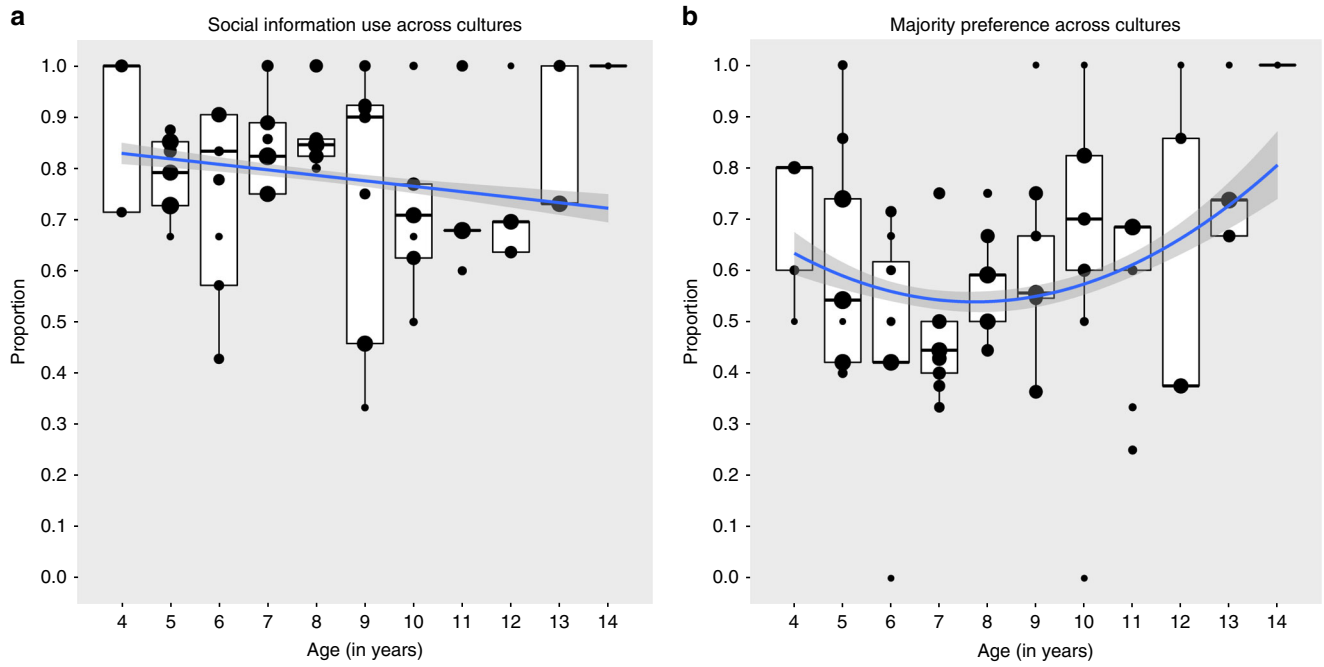 a
Social information use across cultures
1.0
0.9
0.8
0.7
0.6
0.5
0.4
0.3
0.2
0.1
0.0
Proportion
4 5 6 7 8 9 10 11 12 13 14
Age (in years)
b
Majority preference across cultures
1.0
0.9
0.8
0.7
0.6
0.5
0.4
0.3
0.2
0.1
0.0
Proportion
4 5 6 7 8 9 10 11 12 13 14
Age (in years)